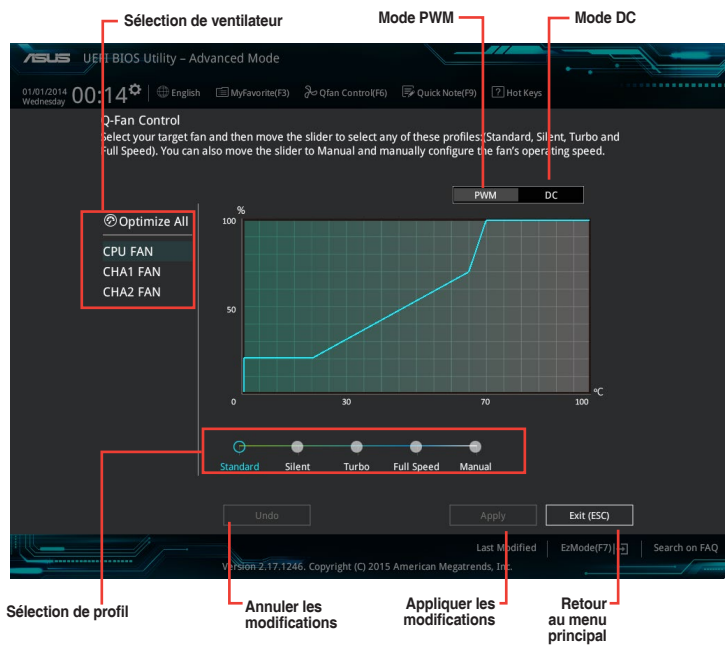 Sélection de ventilateur
Mode PWM
Mode DC
ASUS UEFI BIOS Utility – Advanced Mode
01/01/2014
Wednesday
00:14
English
MyFavorite(F3)
Qfan Control(F6)
Quick Note(F9)
? Hot Keys
Q-Fan Control
Select your target fan and then move the slider to select any of these profiles:(Standard, Silent, Turbo and
Full Speed). You can also move the slider to Manual and manually configure the fan's operating speed.
PWM
DC
Optimize All
CPU FAN
CHA1 FAN
CHA2 FAN
%
100
50
0
30
70
100
ºC
Standard
Silent
Turbo
Full Speed
Manual
Undo
Apply
Exit (ESC)
Last Modified
EzMode(F7)
Search on FAQ
Version 2.17.1246. Copyright (C) 2015 American Megatrends, Inc.
Sélection de profil
Annuler les
modifications
Appliquer les
modifications
Retour
au menu
principal